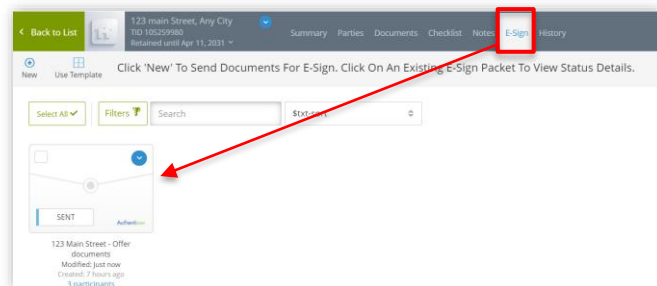 123 main Street, Any City
< Back to List
TID 105259980
Retained until Apr 11, 2031
Summary Parties Documents Checklist Notes E-Sign History
New Use Template
Click 'New' To Send Documents For E-Sign. Click On An Existing E-Sign Packet To View Status Details.
Select All Filters Search $txt-sort
SENT
Authentisign
123 Main Street - Offer
documents
Modified: Just now
Created: 7 hours ago
3 participants